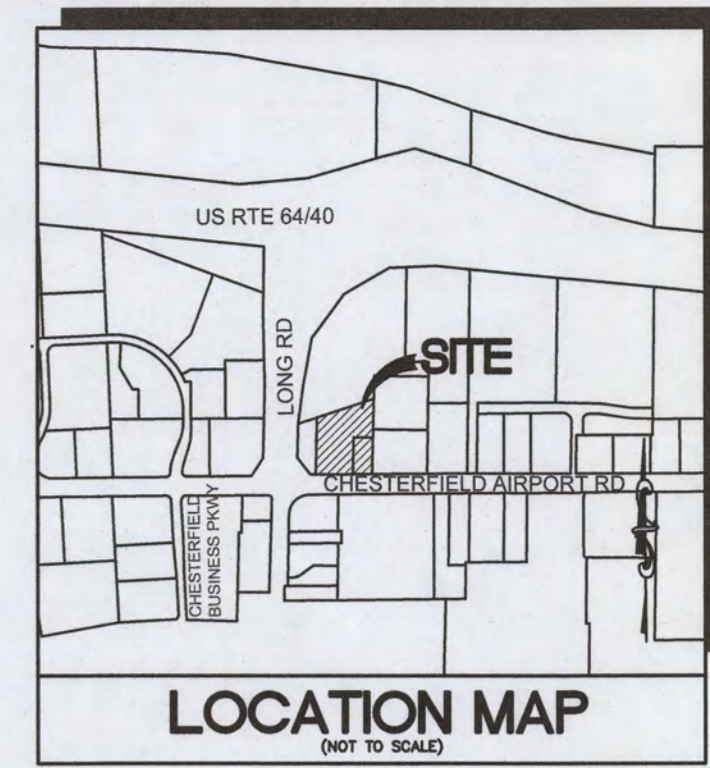 US RTE 64/40
LONG RD
SITE
CHESTERFIELD AIRPORT RD
CHESTERFIELD
BUSINESS PKWY
LOCATION MAP
(NOT TO SCALE)